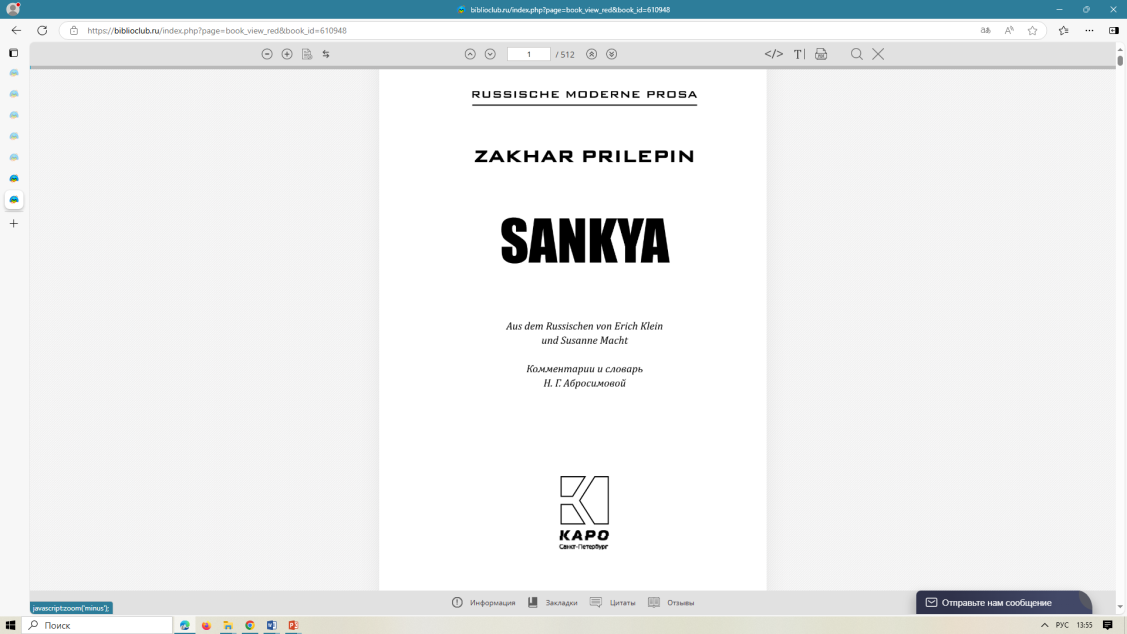 biblioclub.ru/index.php?page=book_view_red&book_id=610948
https://biblioclub.ru/index.php?page=book_view_red&book_id=610948
1 / 512
RUSSISCHE MODERNE PROSA
ZAKHAR PRILEPIN
SANKYA
Aus dem Russischen von Erich Klein
und Susanne Macht
Комментарии и словарь
Н. Г. Абросимовой
КАРО
Санкт-Петербург
Информация Закладки Цитаты Отзывы
Отправьте нам сообщение
javascript:zoom('minus');
Поиск
РУС 13:55